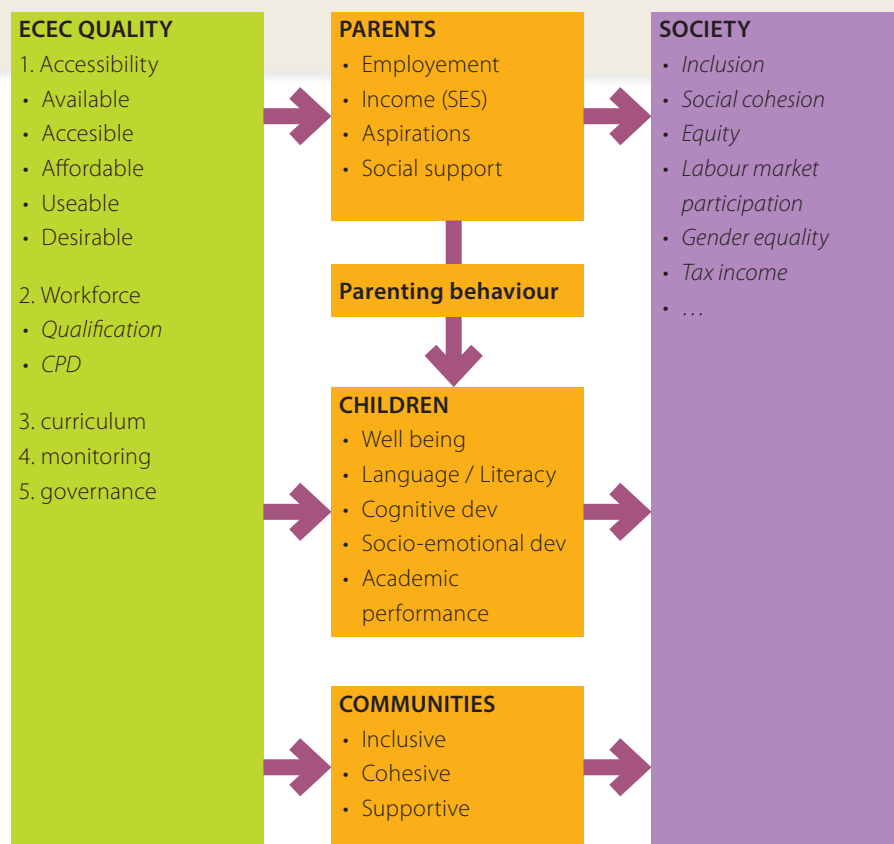 ECEC QUALITY
1. Accessibility
• Available
• Accesible
• Affordable
• Useable
• Desirable
2. Workforce
• Qualification
• CPD
3. curriculum
4. monitoring
5. governance
PARENTS
• Employement
• Income (SES)
• Aspirations
• Social support
Parenting behaviour
CHILDREN
• Well being
• Language / Literacy
• Cognitive dev
• Socio-emotional dev
• Academic
performance
COMMUNITIES
• Inclusive
• Cohesive
• Supportive
SOCIETY
• Inclusion
• Social cohesion
• Equity
• Labour market
participation
• Gender equality
• Tax income
• …